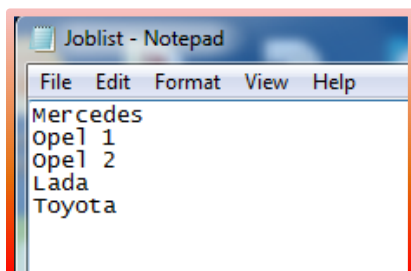 Joblist - Notepad
File Edit Format View Help
Mercedes
Opel 1
Opel 2
Lada
Toyota